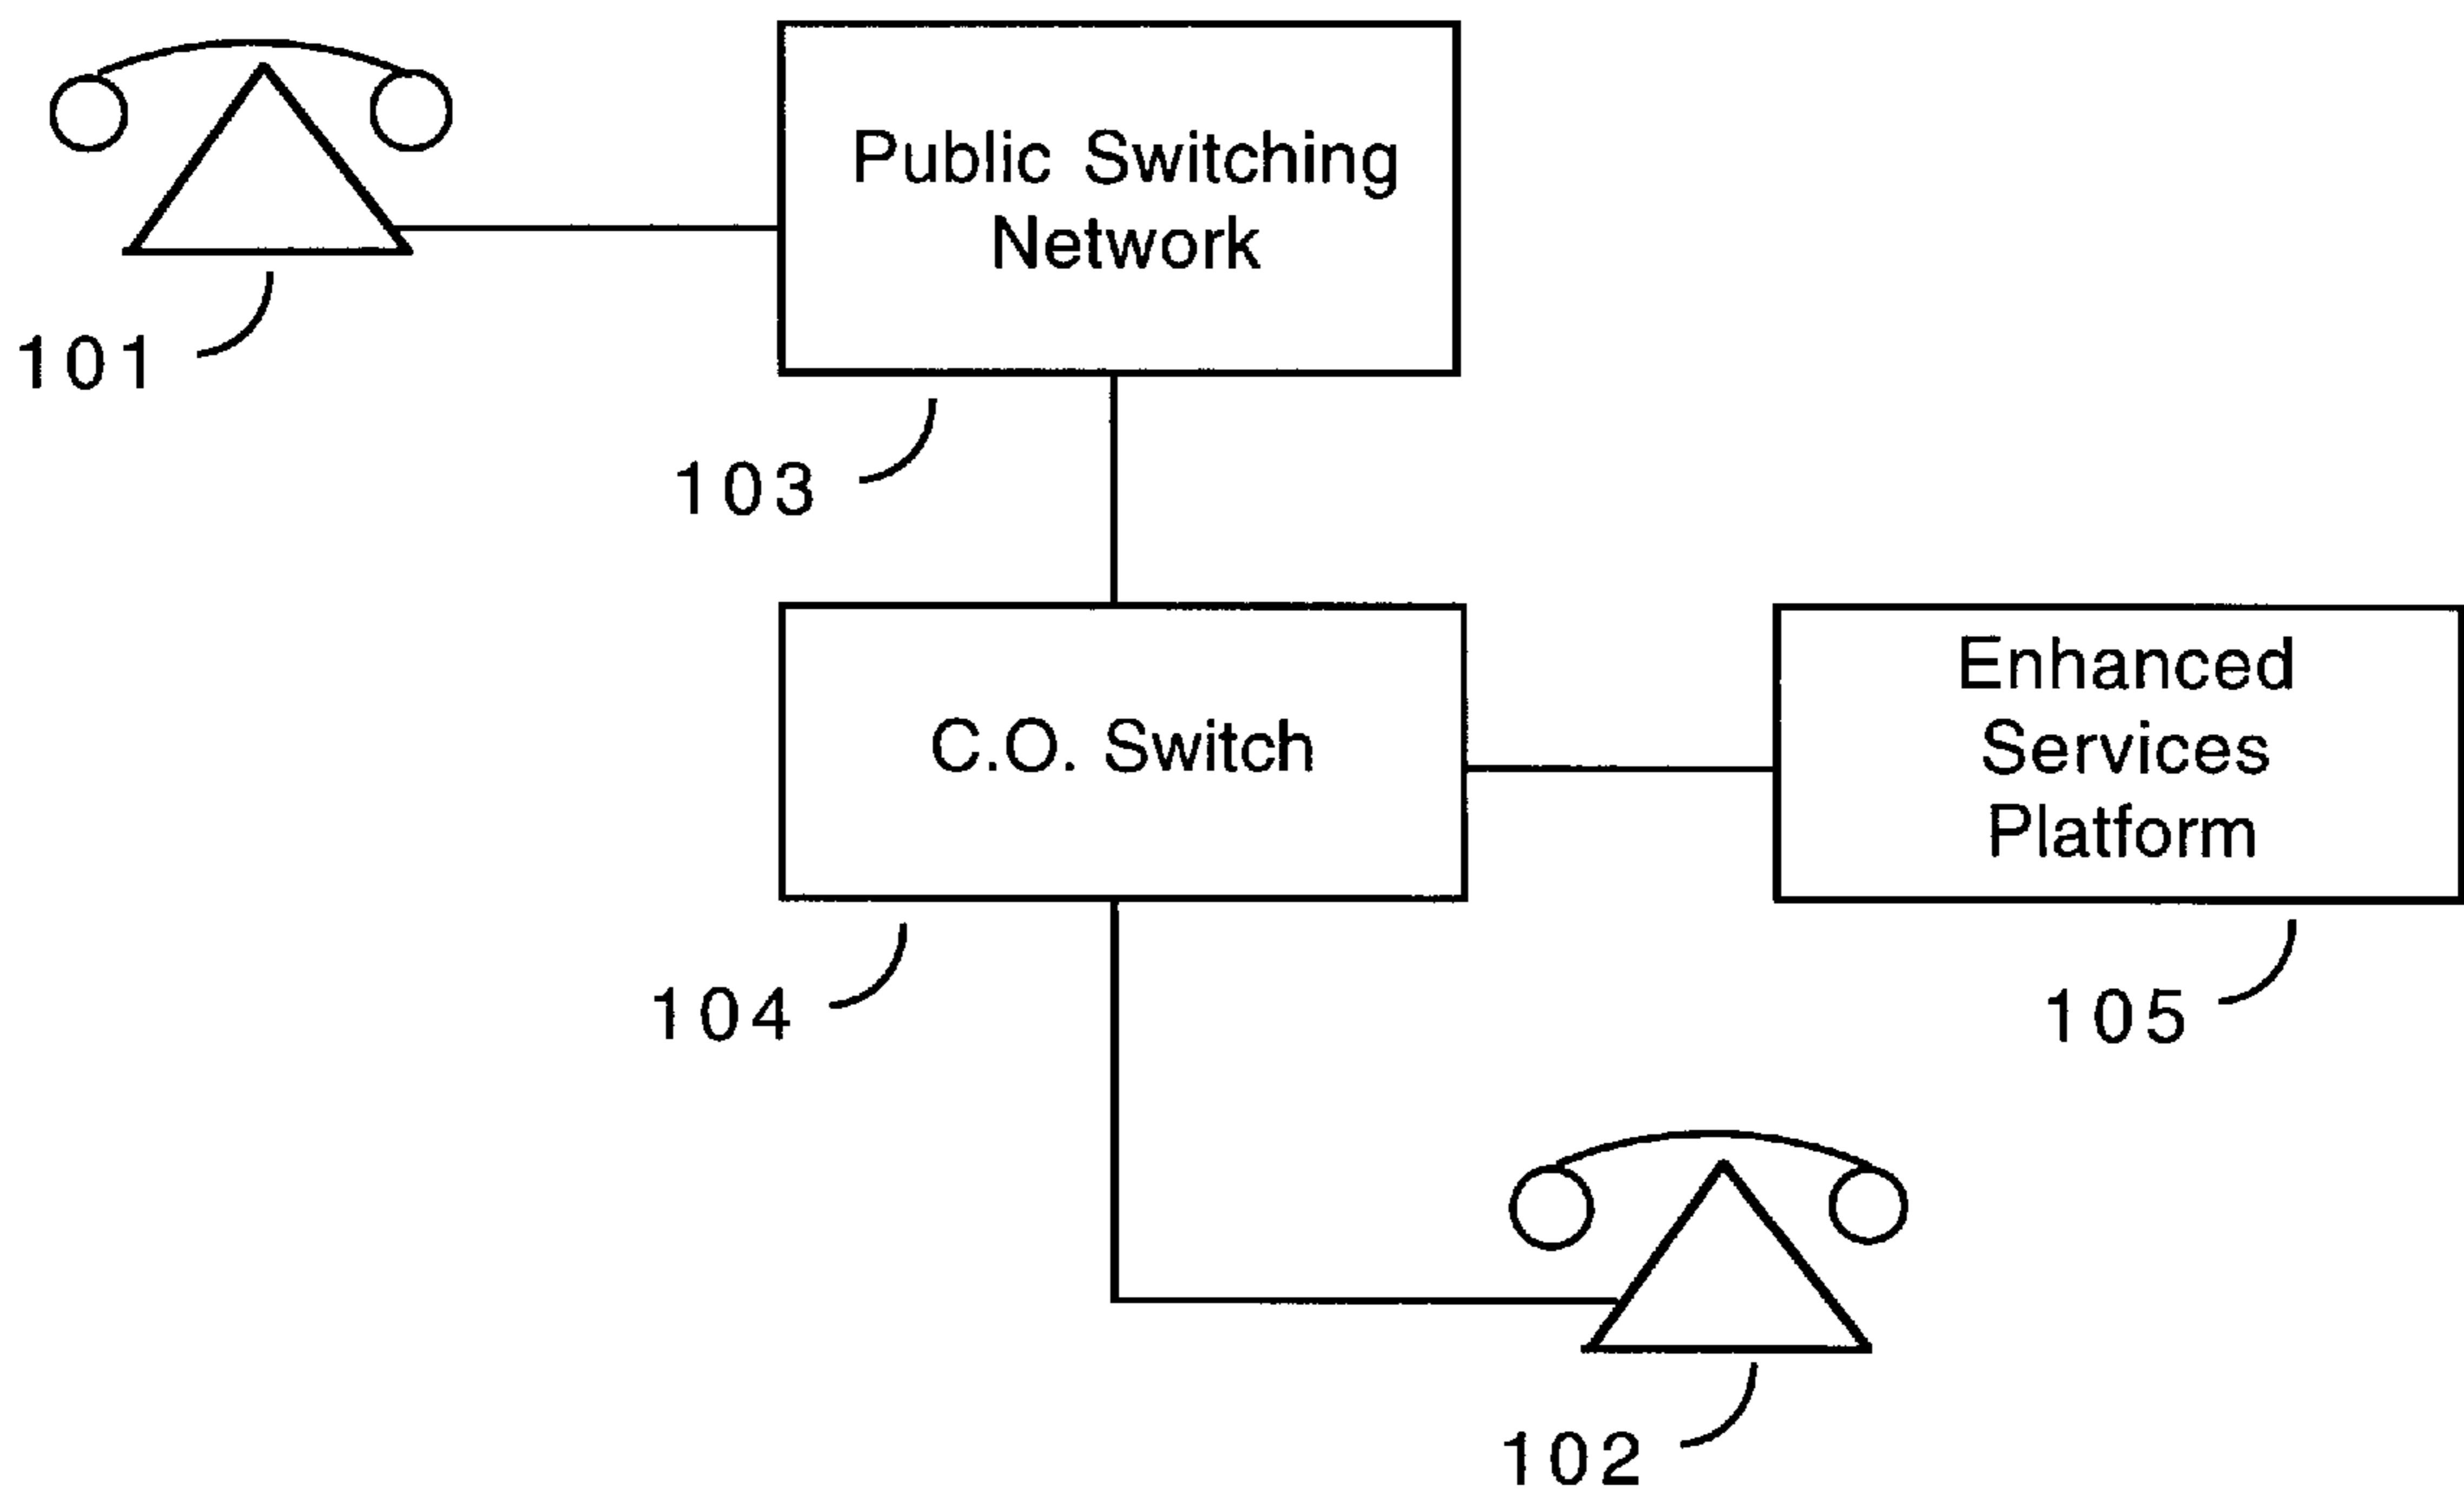 Public Switching
Network
101
103
C.O. Switch
Enhanced
Services
Platform
104
105
102